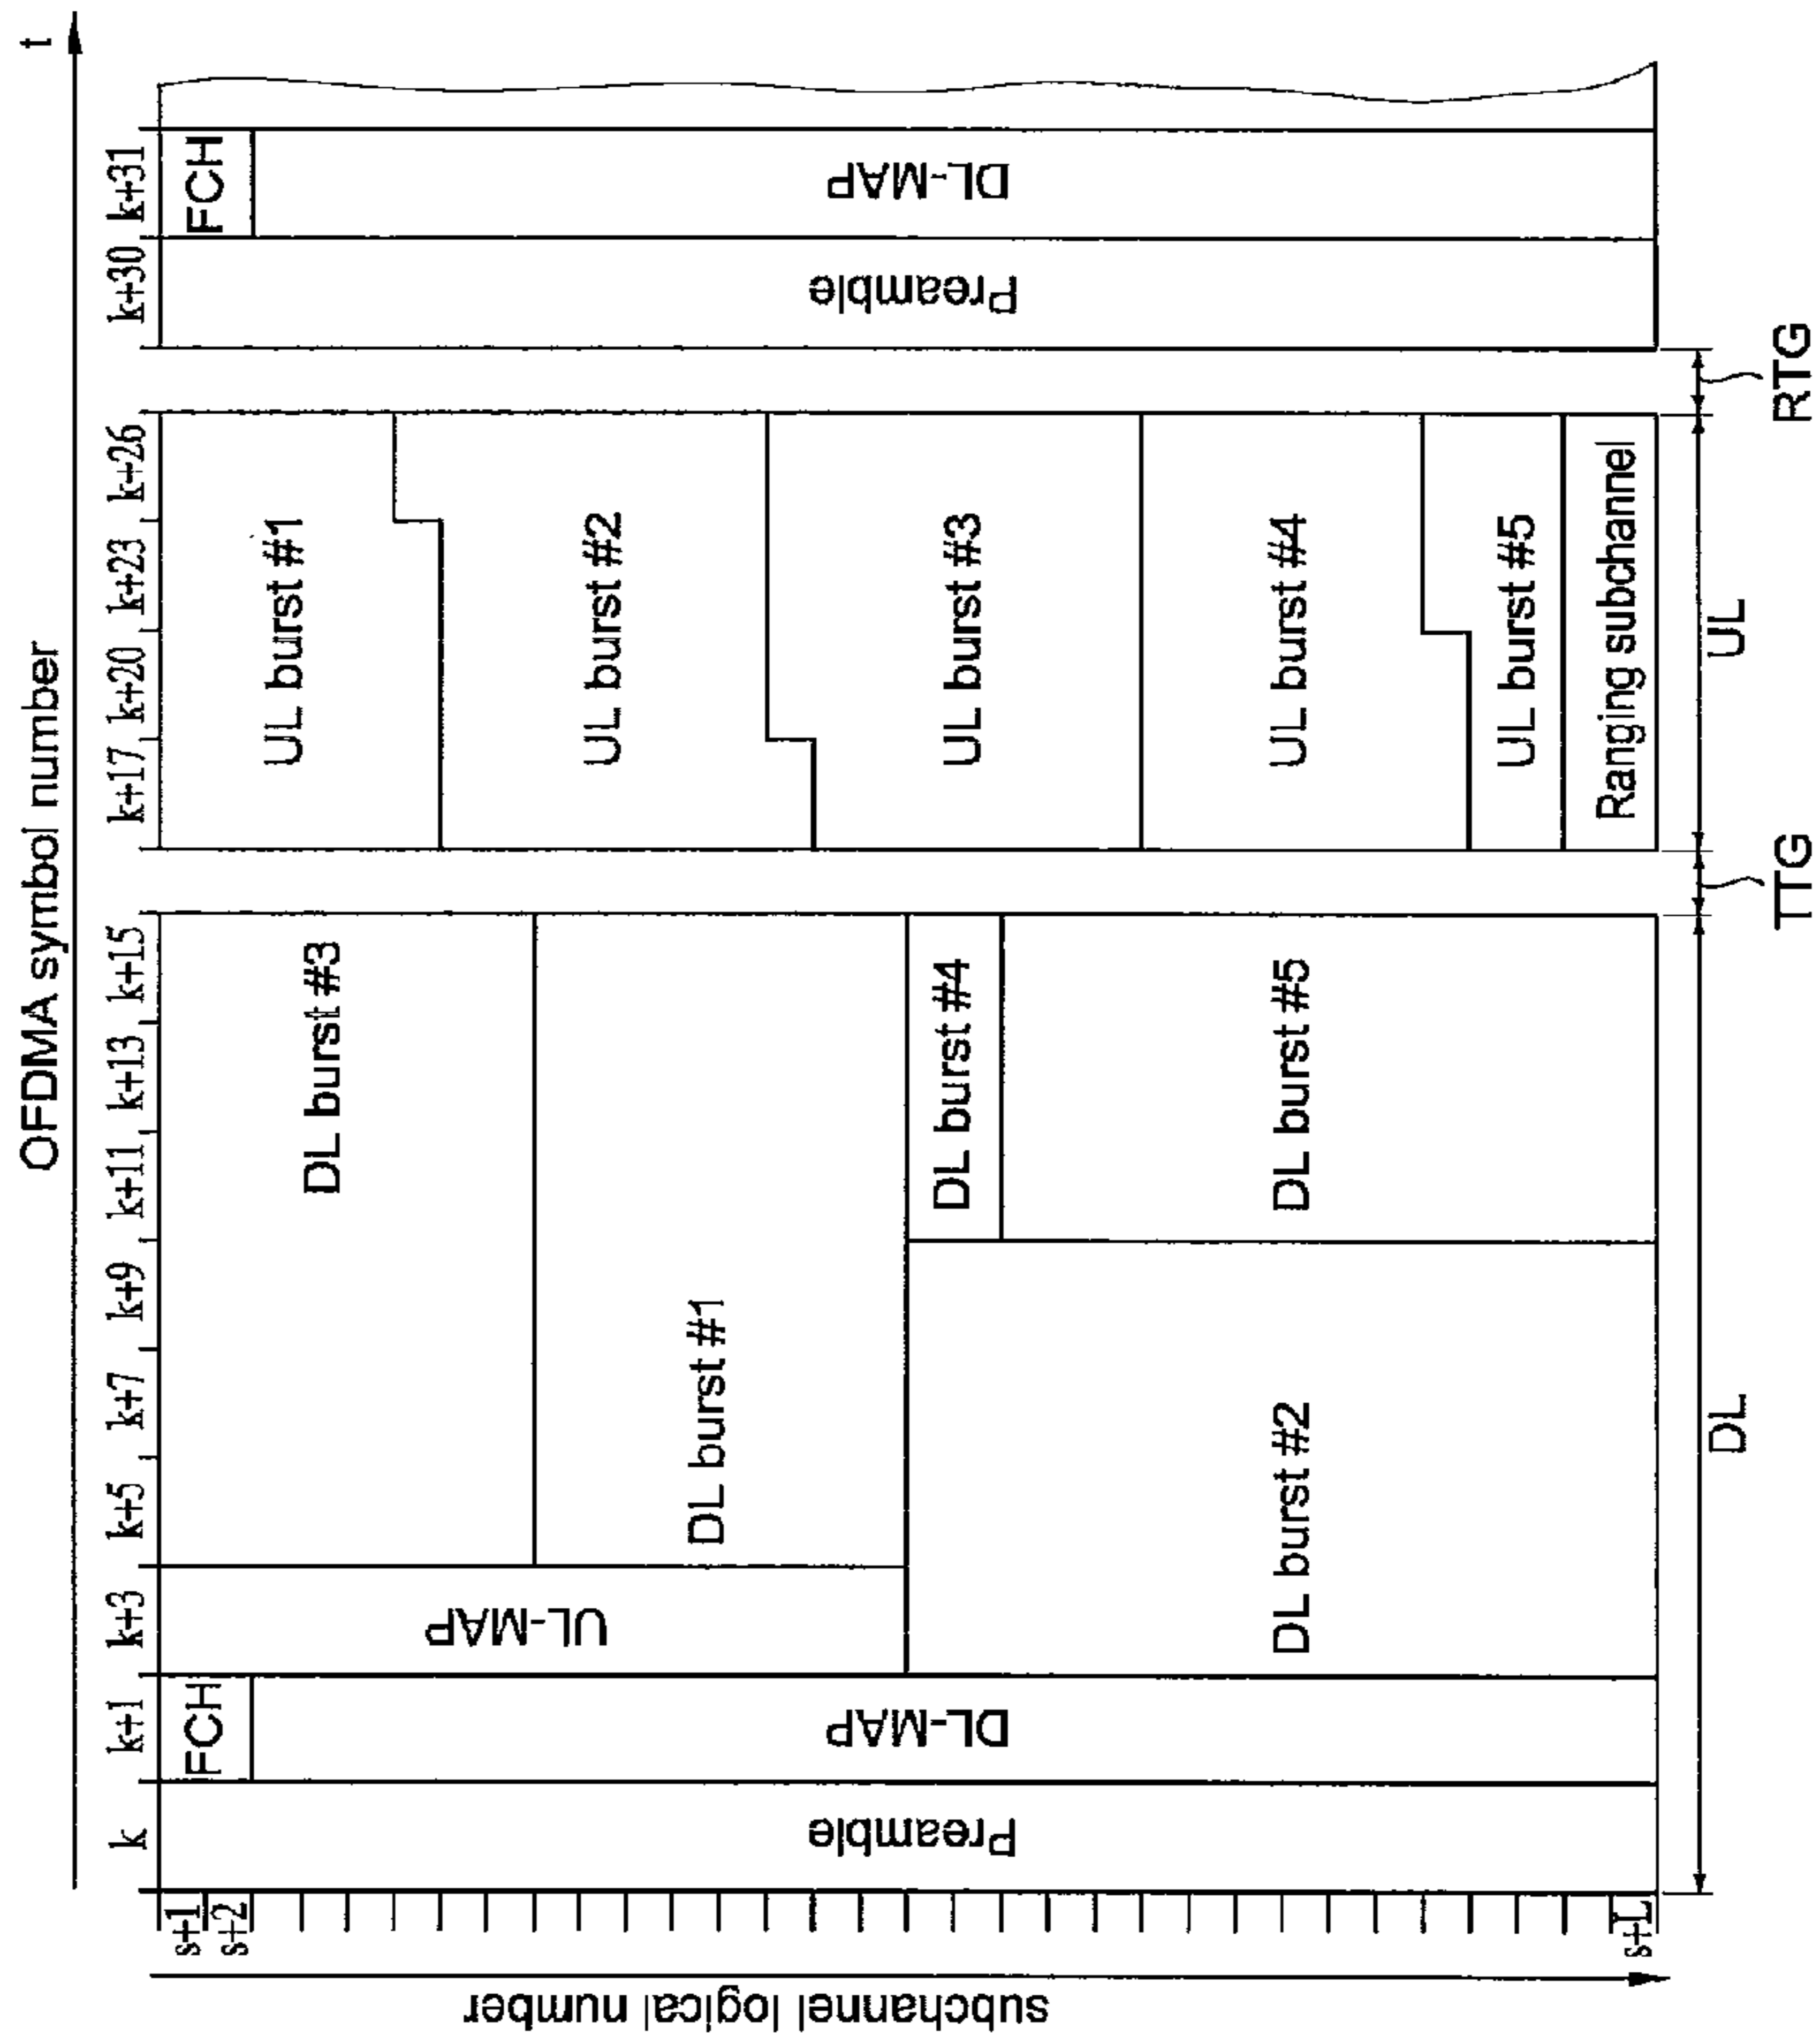 OFDMA symbol number
t
k
k+1
k+3
k+5
k+7
k+9
k+11
k+13
k+15
k+17
k+20
k+23
k+26
k+30
k+31
subchannel logical number
s+1
s+2
s+L
Preamble
FCH
DL-MAP
UL-MAP
DL burst #3
DL burst #1
DL burst #2
DL burst #4
DL burst #5
UL burst #1
UL burst #2
UL burst #3
UL burst #4
UL burst #5
Ranging subchannel
Preamble
FCH
DL-MAP
DL
TTG
UL
RTG